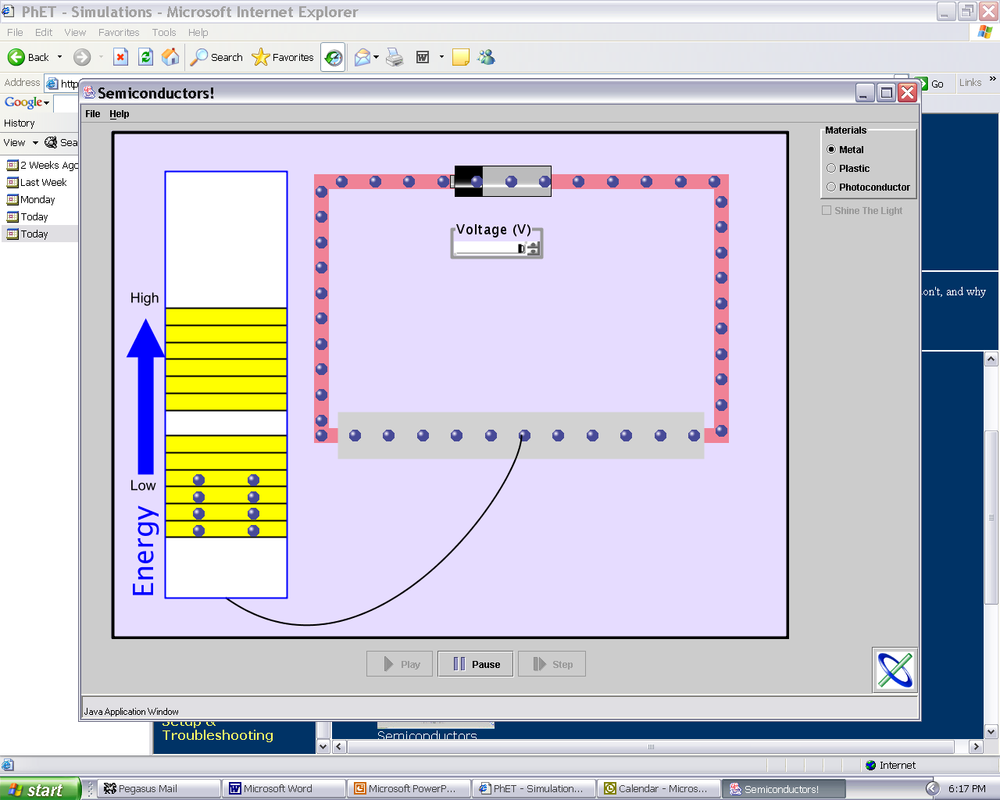 PhET - Simulations - Microsoft Internet Explorer
File Edit View Favorites Tools Help
Back Search Favorites
Address http Go Links »
Google
History
View Sea
2 Weeks Ago
Last Week
Monday
Today
Today
Semiconductors!
File Help
High
Low
Energy
Voltage (V)
Materials
Metal
Plastic
Photoconductor
Shine The Light
Play Pause Step
Java Application Window
on't, and why
Setup &
Troubleshooting
Semiconductors
Internet
start Pegasus Mail Microsoft Word Microsoft PowerP... PhET - Simulation... Calendar - Micros... Semiconductors! 6:17 PM